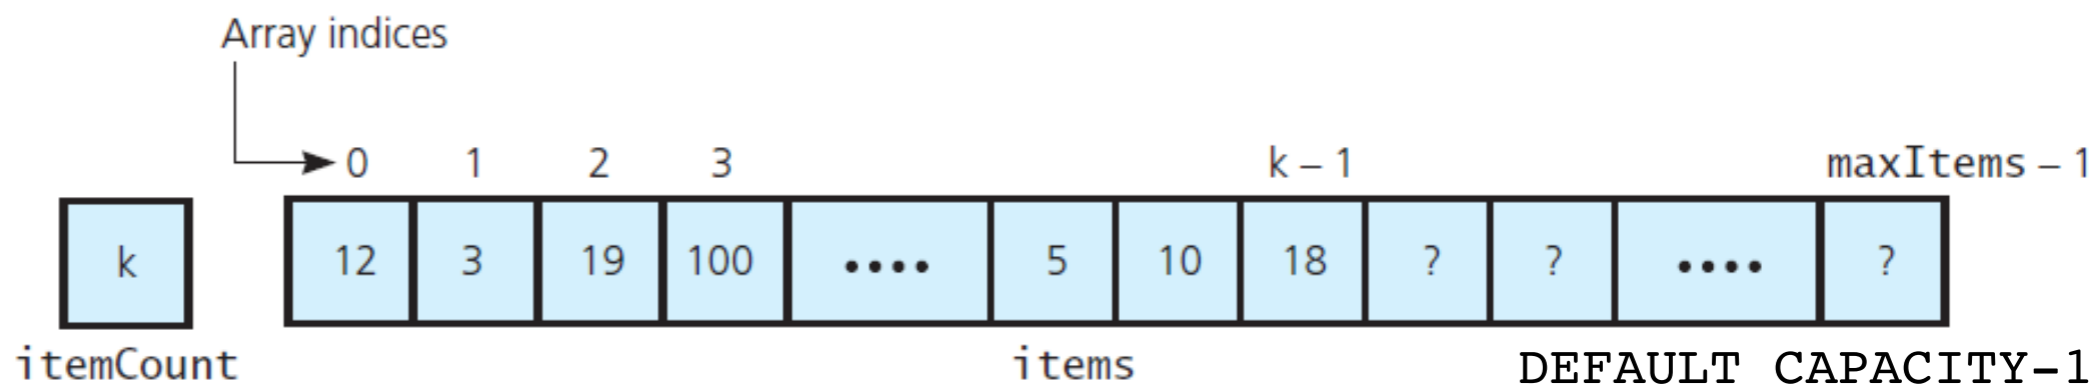 Array indices
0 1 2 3 k – 1 maxItems – 1
k 12 3 19 100 •••• 5 10 18 ? ? •••• ?
itemCount items DEFAULT CAPACITY-1